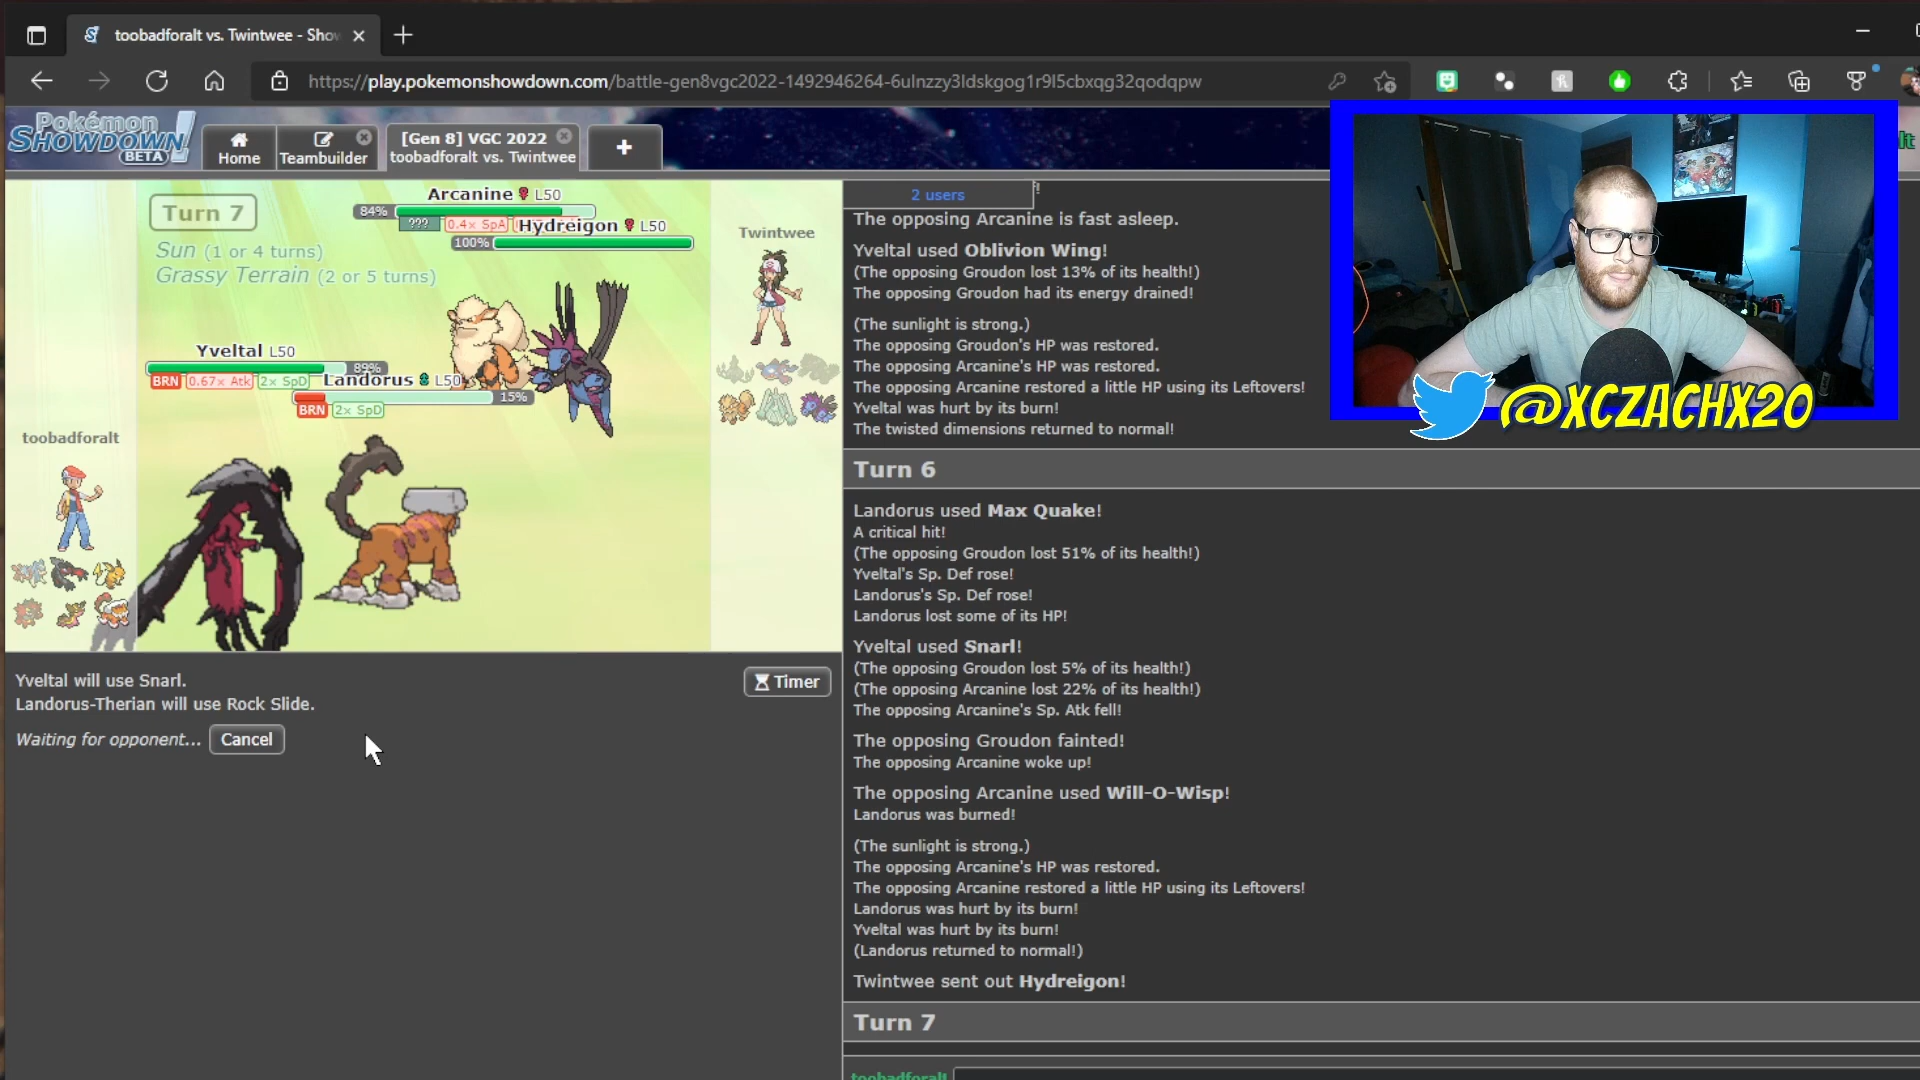 toobadforalt vs. Twintwee - Show
https://play.pokemonshowdown.com/battle-gen8vgc2022-1492946264-6ulnzzy3ldskgog1r9l5cbxqg32qodqpw
Pokémon
SHOWDOWN!
BETA
Home
Teambuilder
[Gen 8] VGC 2022
toobadforalt vs. Twintwee
lt
Turn 7
Sun (1 or 4 turns)
Grassy Terrain (2 or 5 turns)
Arcanine L50
84%
??? 0.4× SpA
Hydreigon L50
100%
Twintwee
Yveltal L50
89%
BRN 0.67× Atk 2× SpD
Landorus L50
15%
BRN 2× SpD
toobadforalt
Yveltal will use Snarl.
Landorus-Therian will use Rock Slide.
Waiting for opponent... Cancel
Timer
2 users
The opposing Arcanine is fast asleep.
Yveltal used Oblivion Wing!
(The opposing Groudon lost 13% of its health!)
The opposing Groudon had its energy drained!
(The sunlight is strong.)
The opposing Groudon's HP was restored.
The opposing Arcanine's HP was restored.
The opposing Arcanine restored a little HP using its Leftovers!
Yveltal was hurt by its burn!
The twisted dimensions returned to normal!
Turn 6
Landorus used Max Quake!
A critical hit!
(The opposing Groudon lost 51% of its health!)
Yveltal's Sp. Def rose!
Landorus's Sp. Def rose!
Landorus lost some of its HP!
Yveltal used Snarl!
(The opposing Groudon lost 5% of its health!)
(The opposing Arcanine lost 22% of its health!)
The opposing Arcanine's Sp. Atk fell!
The opposing Groudon fainted!
The opposing Arcanine woke up!
The opposing Arcanine used Will-O-Wisp!
Landorus was burned!
(The sunlight is strong.)
The opposing Arcanine's HP was restored.
The opposing Arcanine restored a little HP using its Leftovers!
Landorus was hurt by its burn!
Yveltal was hurt by its burn!
(Landorus returned to normal!)
Twintwee sent out Hydreigon!
Turn 7
toobadforalt
@XCZACHX20